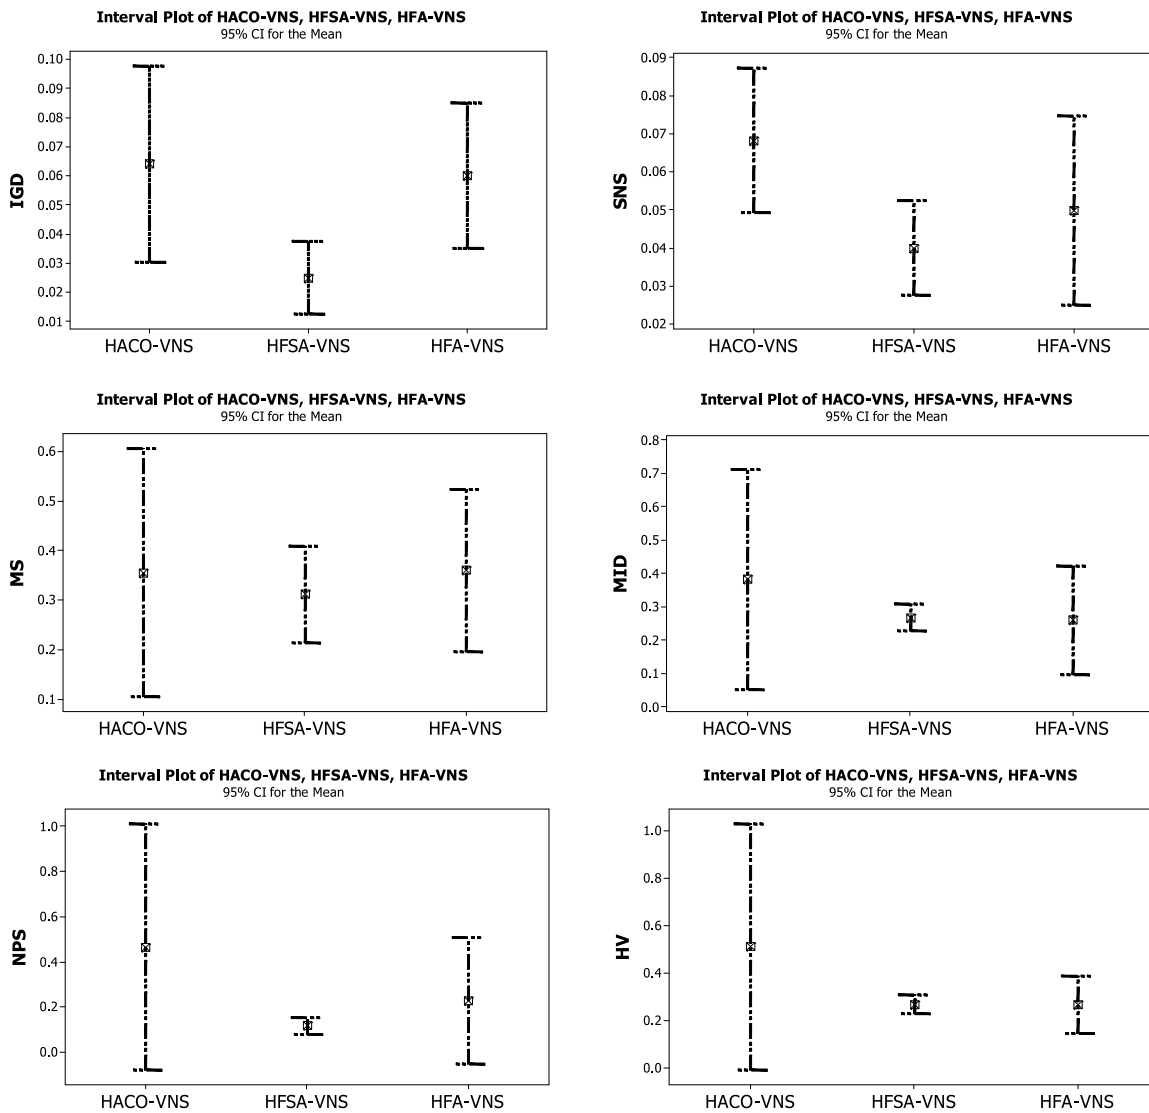 Interval Plot of HACO-VNS, HFSA-VNS, HFA-VNS
95% CI for the Mean
IGD
0.10
0.09
0.08
0.07
0.06
0.05
0.04
0.03
0.02
0.01
HACO-VNS HFSA-VNS HFA-VNS
Interval Plot of HACO-VNS, HFSA-VNS, HFA-VNS
95% CI for the Mean
SNS
0.09
0.08
0.07
0.06
0.05
0.04
0.03
0.02
HACO-VNS HFSA-VNS HFA-VNS
Interval Plot of HACO-VNS, HFSA-VNS, HFA-VNS
95% CI for the Mean
MS
0.6
0.5
0.4
0.3
0.2
0.1
HACO-VNS HFSA-VNS HFA-VNS
Interval Plot of HACO-VNS, HFSA-VNS, HFA-VNS
95% CI for the Mean
MID
0.8
0.7
0.6
0.5
0.4
0.3
0.2
0.1
0.0
HACO-VNS HFSA-VNS HFA-VNS
Interval Plot of HACO-VNS, HFSA-VNS, HFA-VNS
95% CI for the Mean
NPS
1.0
0.8
0.6
0.4
0.2
0.0
HACO-VNS HFSA-VNS HFA-VNS
Interval Plot of HACO-VNS, HFSA-VNS, HFA-VNS
95% CI for the Mean
HV
1.0
0.8
0.6
0.4
0.2
0.0
HACO-VNS HFSA-VNS HFA-VNS